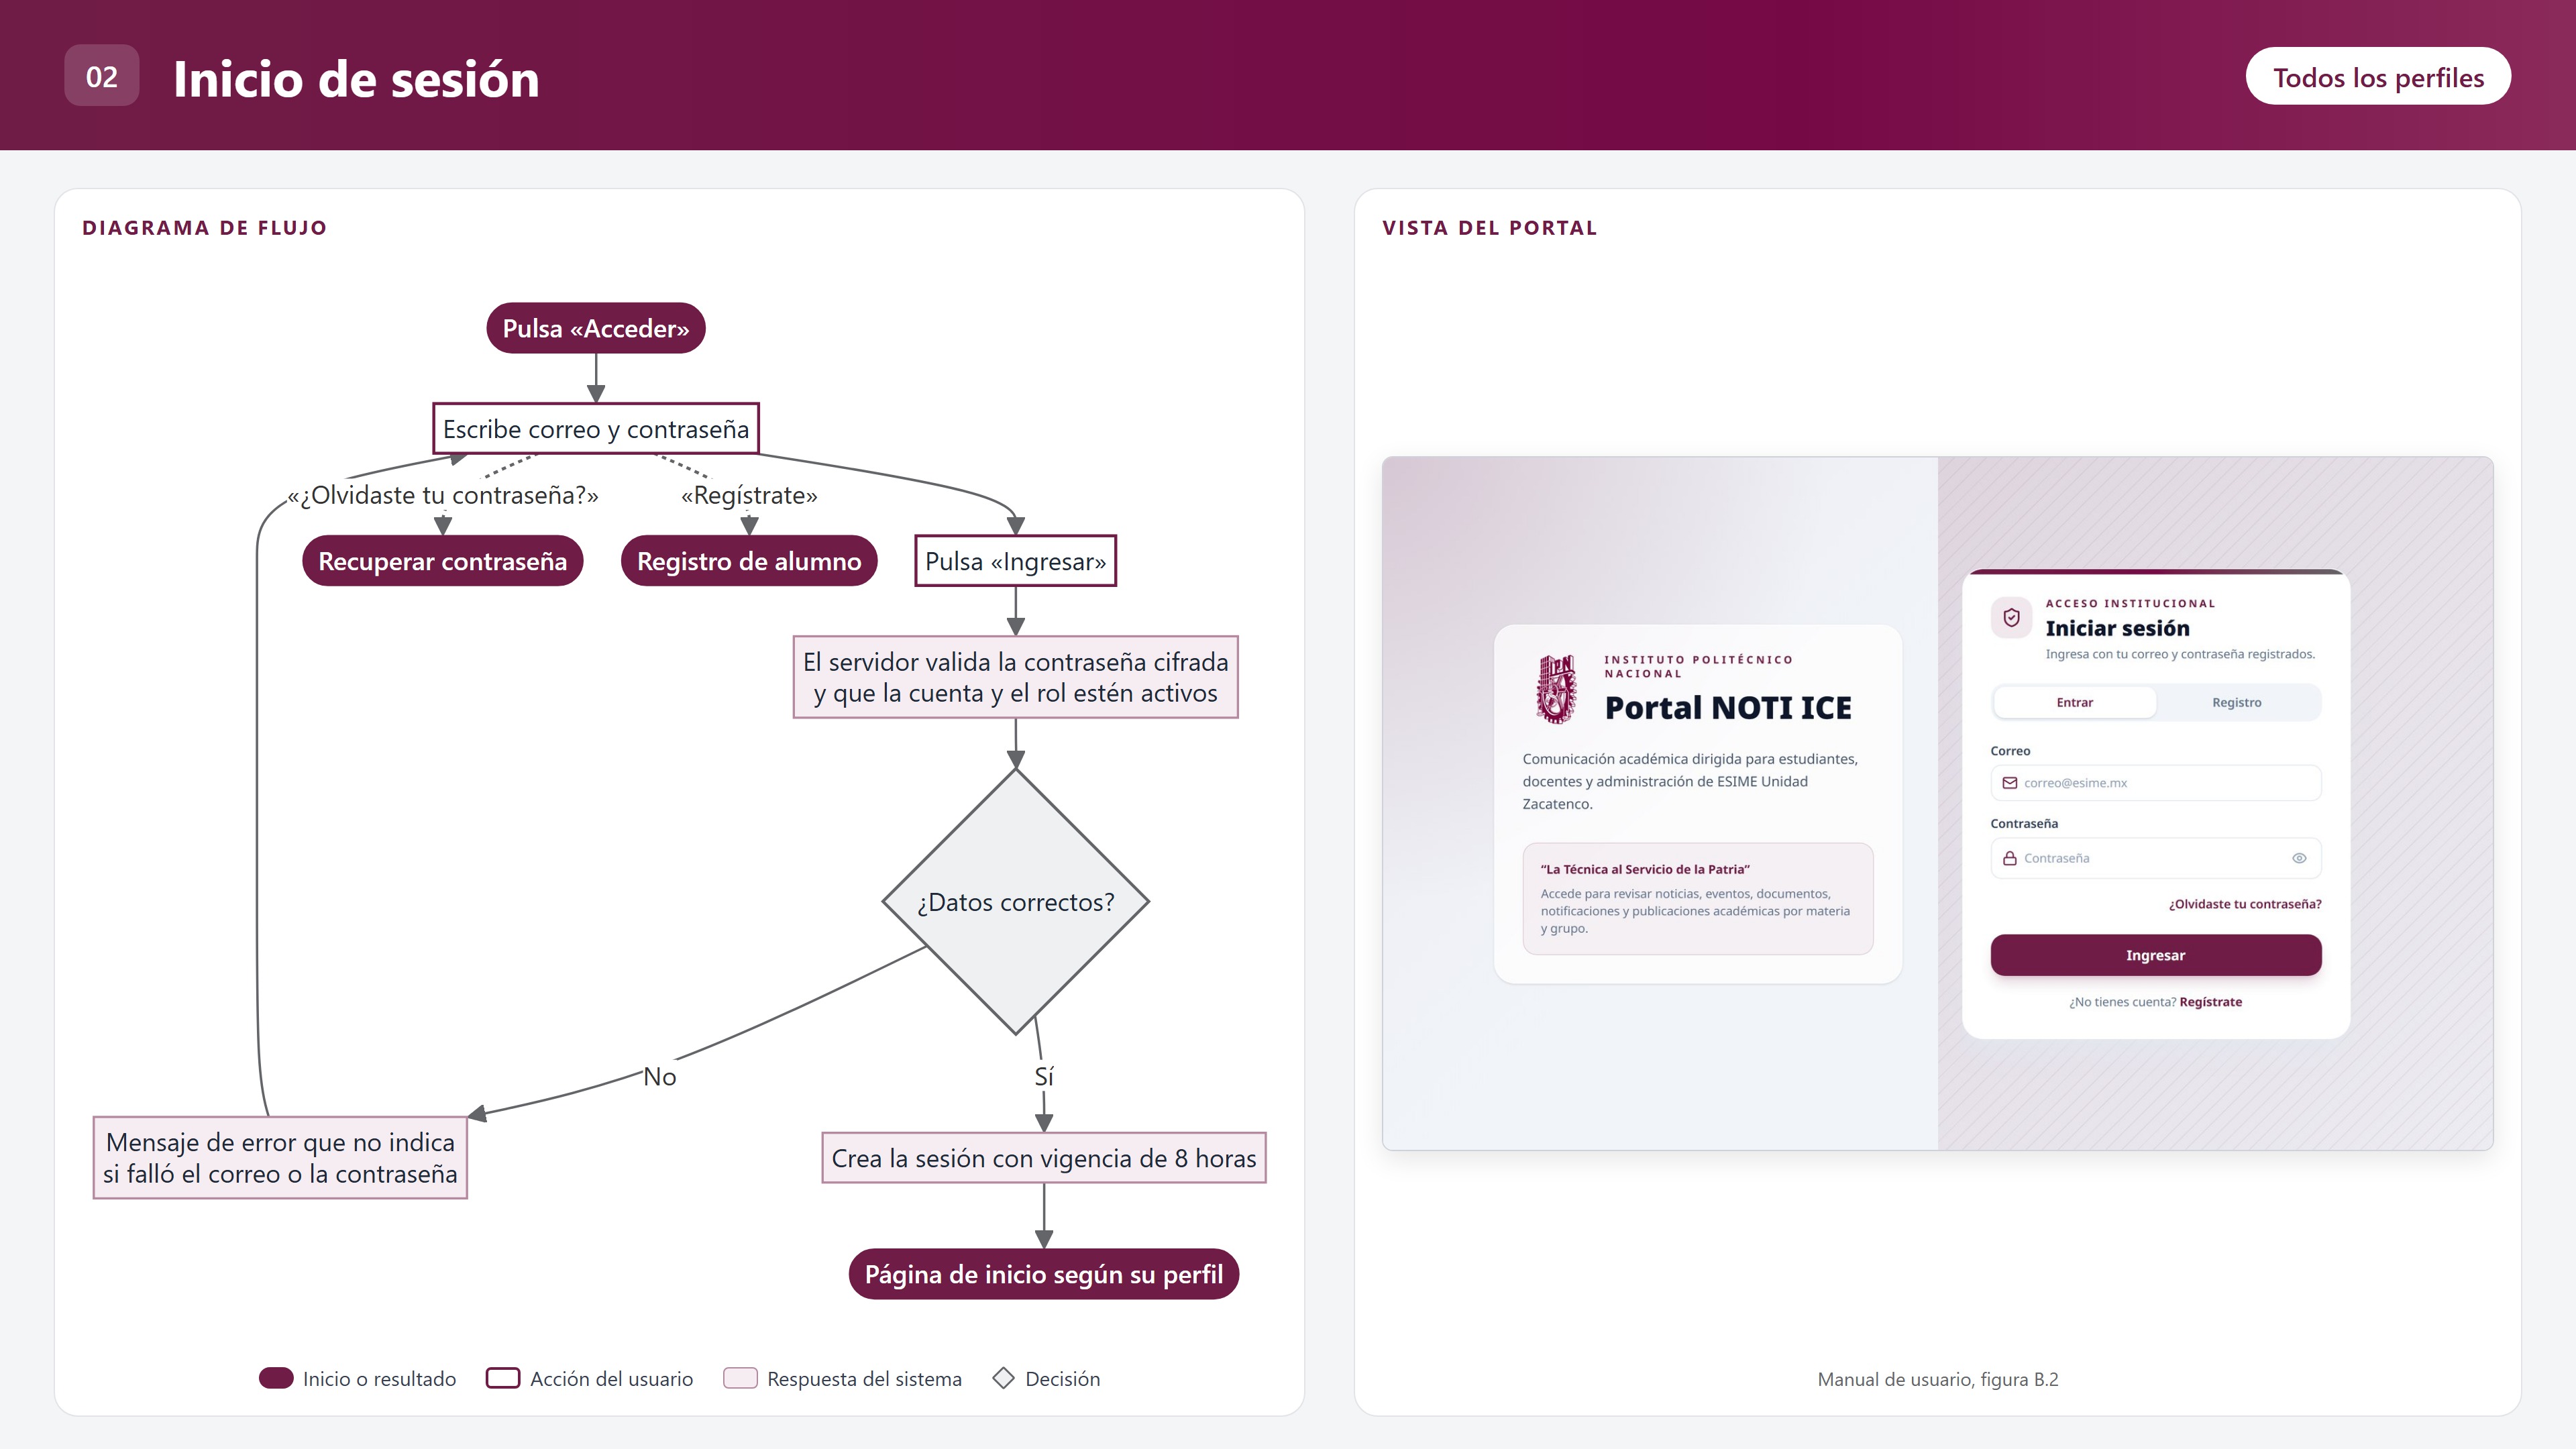 02
Inicio de sesión
Todos los perfiles
DIAGRAMA DE FLUJO
Pulsa «Acceder»
Escribe correo y contraseña
«¿Olvidaste tu contraseña?»
«Regístrate»
Recuperar contraseña
Registro de alumno
Pulsa «Ingresar»
El servidor valida la contraseña cifrada
y que la cuenta y el rol estén activos
¿Datos correctos?
No
Sí
Mensaje de error que no indica
si falló el correo o la contraseña
Crea la sesión con vigencia de 8 horas
Página de inicio según su perfil
Inicio o resultado
Acción del usuario
Respuesta del sistema
Decisión
VISTA DEL PORTAL
IPN
INSTITUTO POLITÉCNICO
NACIONAL
Portal NOTI ICE
Comunicación académica dirigida para estudiantes,
docentes y administración de ESIME Unidad
Zacatenco.
“La Técnica al Servicio de la Patria”
Accede para revisar noticias, eventos, documentos,
notificaciones y publicaciones académicas por materia
y grupo.
ACCESO INSTITUCIONAL
Iniciar sesión
Ingresa con tu correo y contraseña registrados.
Entrar
Registro
Correo
correo@esime.mx
Contraseña
Contraseña
¿Olvidaste tu contraseña?
Ingresar
¿No tienes cuenta? Regístrate
Manual de usuario, figura B.2